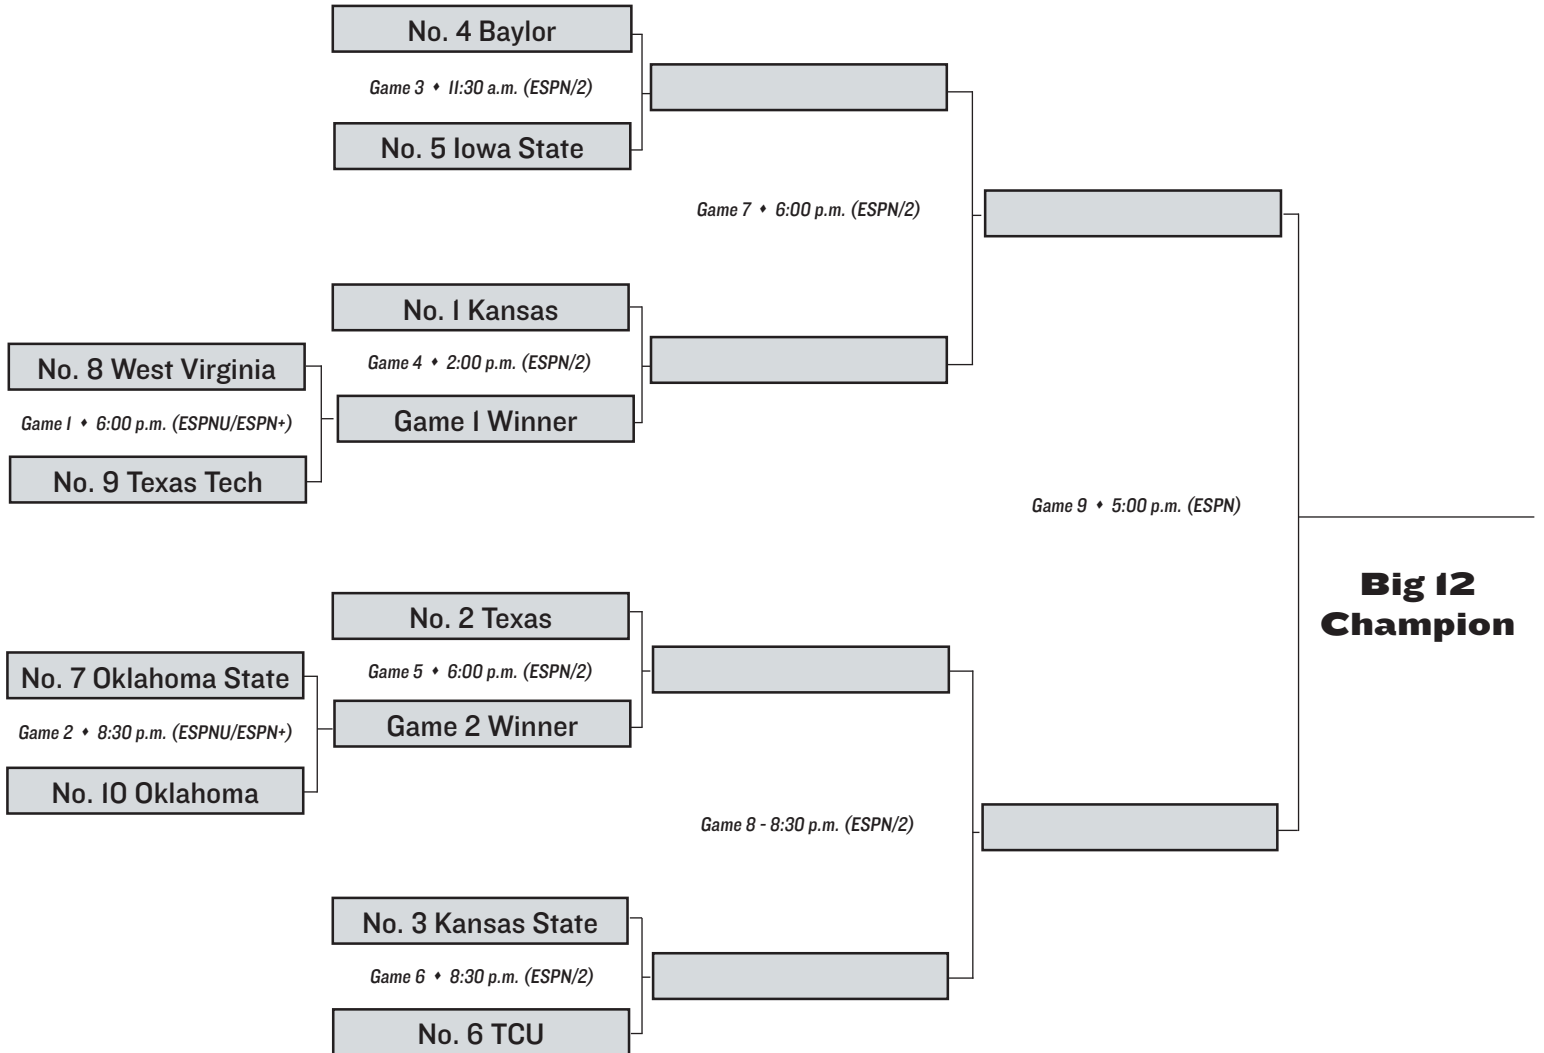 No. 4 Baylor
Game 3 ♦ 11:30 a.m. (ESPN/2)
No. 5 Iowa State
Game 7 ♦ 6:00 p.m. (ESPN/2)
No. 1 Kansas
No. 8 West Virginia
Game 4 ♦ 2:00 p.m. (ESPN/2)
Game 1 ♦ 6:00 p.m. (ESPNU/ESPN+)
Game 1 Winner
No. 9 Texas Tech
Game 9 ♦ 5:00 p.m. (ESPN)
Big 12
Champion
No. 2 Texas
No. 7 Oklahoma State
Game 5 ♦ 6:00 p.m. (ESPN/2)
Game 2 ♦ 8:30 p.m. (ESPNU/ESPN+)
Game 2 Winner
No. 10 Oklahoma
Game 8 - 8:30 p.m. (ESPN/2)
No. 3 Kansas State
Game 6 ♦ 8:30 p.m. (ESPN/2)
No. 6 TCU